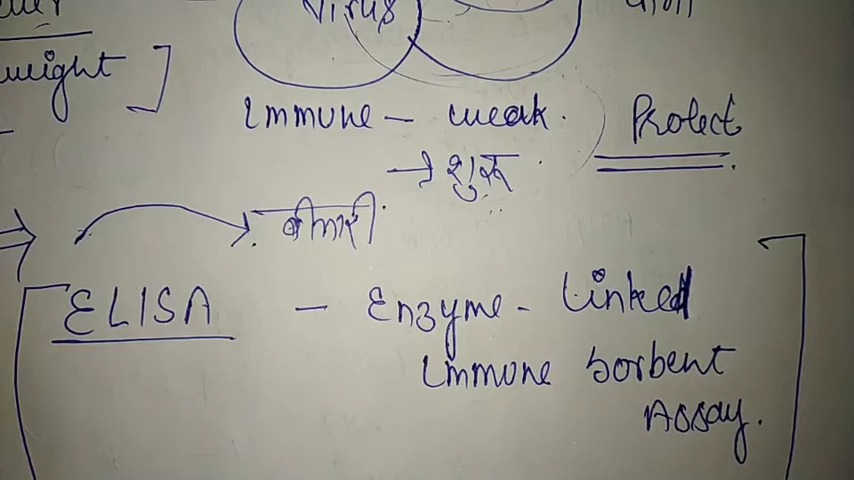 Virus
weight ]
Immune - weak. Protect
→ शुरू
⇒ बीमारी
[ ELISA - Enzyme - Linked
Immune Sorbent
Assay. ]